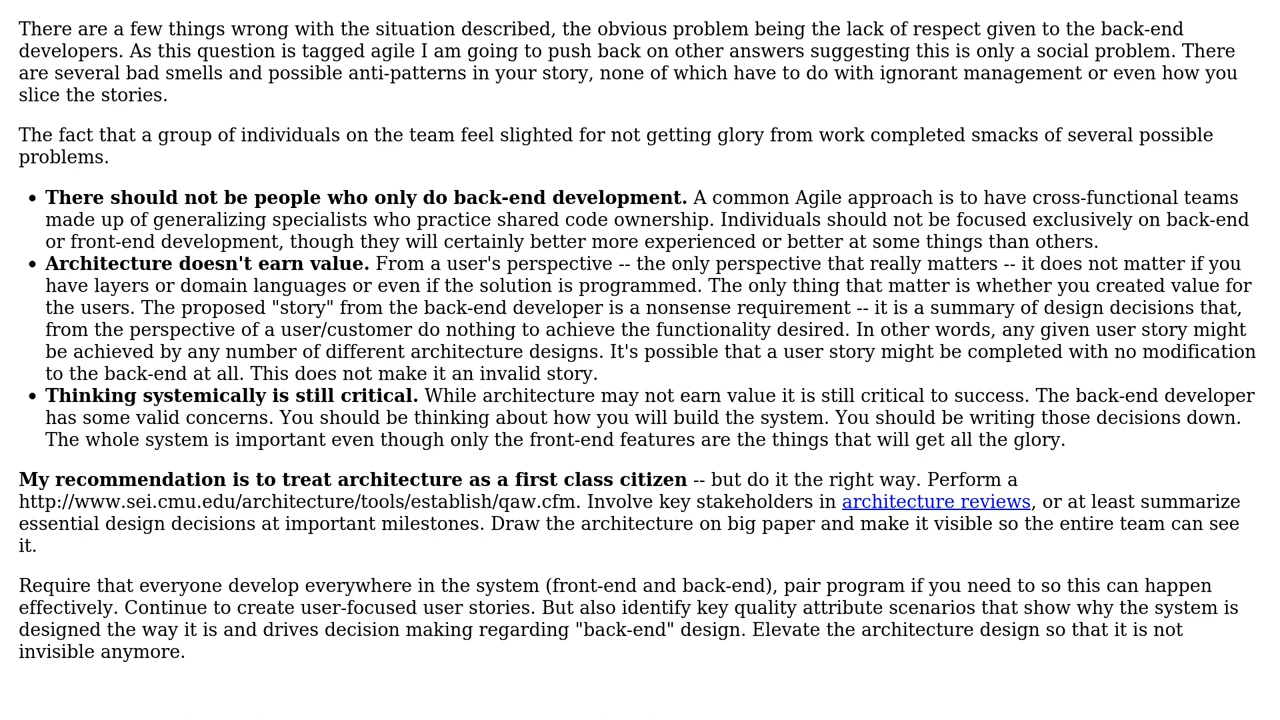 There are a few things wrong with the situation described, the obvious problem being the lack of respect given to the back-end
developers. As this question is tagged agile I am going to push back on other answers suggesting this is only a social problem. There
are several bad smells and possible anti-patterns in your story, none of which have to do with ignorant management or even how you
slice the stories.
The fact that a group of individuals on the team feel slighted for not getting glory from work completed smacks of several possible
problems.
• There should not be people who only do back-end development. A common Agile approach is to have cross-functional teams
made up of generalizing specialists who practice shared code ownership. Individuals should not be focused exclusively on back-end
or front-end development, though they will certainly better more experienced or better at some things than others.
• Architecture doesn't earn value. From a user's perspective -- the only perspective that really matters -- it does not matter if you
have layers or domain languages or even if the solution is programmed. The only thing that matter is whether you created value for
the users. The proposed "story" from the back-end developer is a nonsense requirement -- it is a summary of design decisions that,
from the perspective of a user/customer do nothing to achieve the functionality desired. In other words, any given user story might
be achieved by any number of different architecture designs. It's possible that a user story might be completed with no modification
to the back-end at all. This does not make it an invalid story.
• Thinking systemically is still critical. While architecture may not earn value it is still critical to success. The back-end developer
has some valid concerns. You should be thinking about how you will build the system. You should be writing those decisions down.
The whole system is important even though only the front-end features are the things that will get all the glory.
My recommendation is to treat architecture as a first class citizen -- but do it the right way. Perform a
http://www.sei.cmu.edu/architecture/tools/establish/qaw.cfm. Involve key stakeholders in architecture reviews, or at least summarize
essential design decisions at important milestones. Draw the architecture on big paper and make it visible so the entire team can see
it.
Require that everyone develop everywhere in the system (front-end and back-end), pair program if you need to so this can happen
effectively. Continue to create user-focused user stories. But also identify key quality attribute scenarios that show why the system is
designed the way it is and drives decision making regarding "back-end" design. Elevate the architecture design so that it is not
invisible anymore.